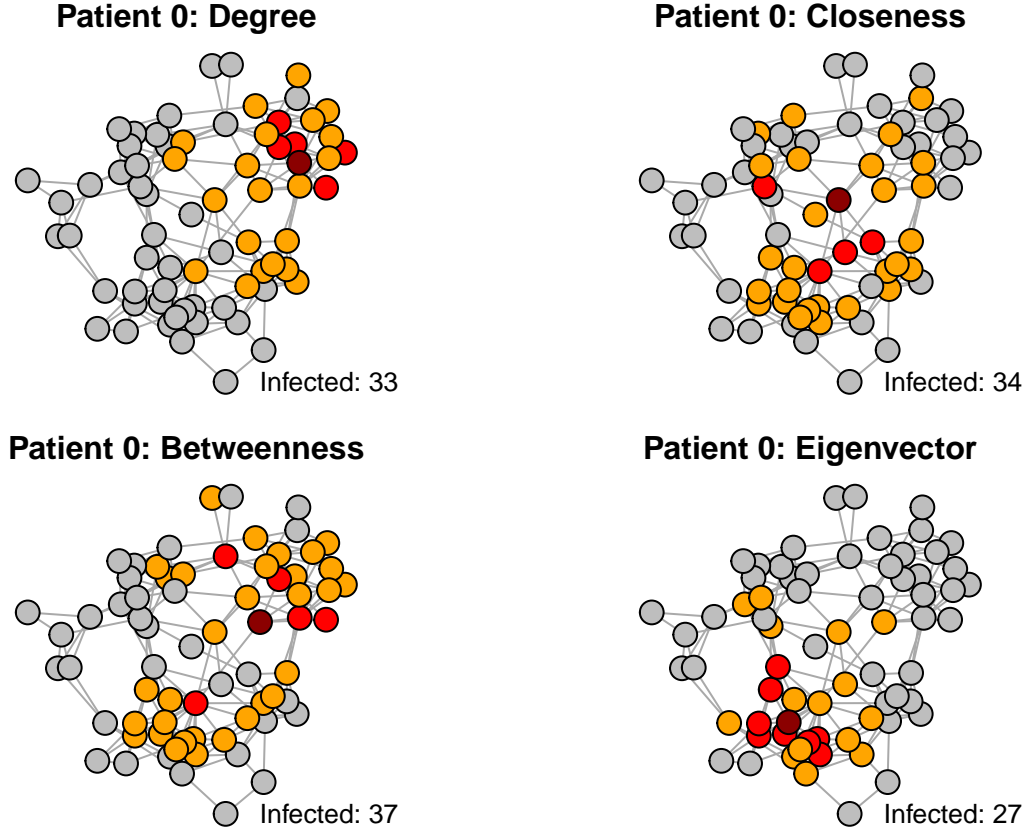 Patient 0: Degree
Patient 0: Closeness
Infected: 33
Infected: 34
Patient 0: Betweenness
Patient 0: Eigenvector
Infected: 37
Infected: 27